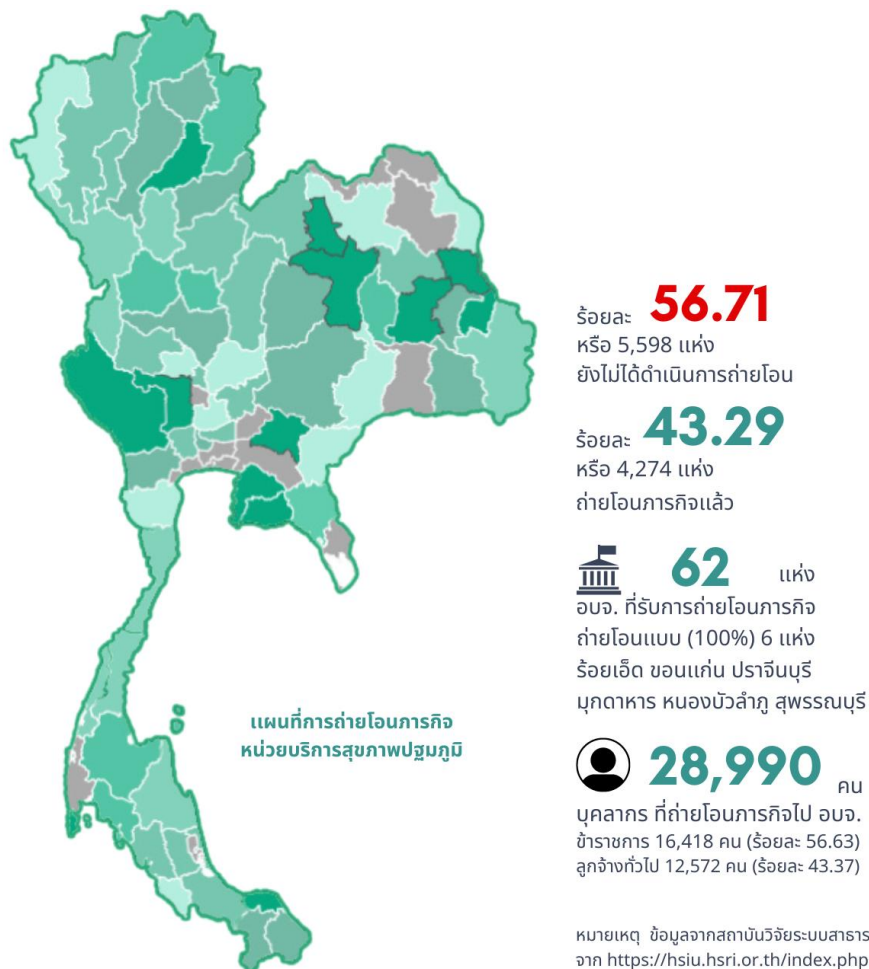 ร้อยละ 56.71
หรือ 5,598 แห่ง
ยังไม่ได้ดำเนินการถ่ายโอน
ร้อยละ 43.29
หรือ 4,274 แห่ง
ถ่ายโอนภารกิจแล้ว
62 แห่ง
อบจ. ที่รับการถ่ายโอนภารกิจ
ถ่ายโอนแบบ (100%) 6 แห่ง
ร้อยเอ็ด ขอนแก่น ปราจีนบุรี
มุกดาหาร หนองบัวลำภู สุพรรณบุรี
แผนที่การถ่ายโอนภารกิจ
หน่วยบริการสุขภาพปฐมภูมิ
28,990 คน
บุคลากร ที่ถ่ายโอนภารกิจไป อบจ.
ข้าราชการ 16,418 คน (ร้อยละ 56.63)
ลูกจ้างทั่วไป 12,572 คน (ร้อยละ 43.37)
หมายเหตุ ข้อมูลจากสถาบันวิจัยระบบสาธาร
จาก https://hsiu.hsri.or.th/index.php